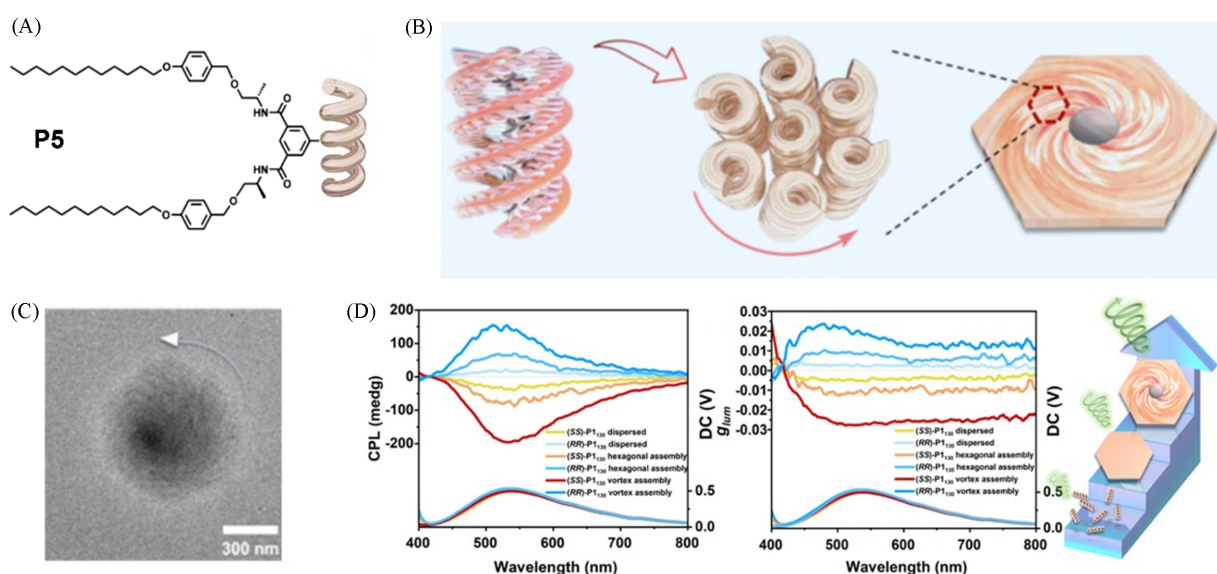 (A)
O
O
HN
O
P5
HN
O
O
O
(B)
(C)
300 nm
(D)
200
100
0
-100
-200
CPL (medg)
(SS)-P1130 dispersed
(RR)-P1130 dispersed
(SS)-P1130 hexagonal assembly
(RR)-P1130 hexagonal assembly
(SS)-P1130 vortex assembly
(RR)-P1130 vortex assembly
0.5
0.0
DC (V)
400 500 600 700 800
Wavelength (nm)
0.03
0.02
0.01
0.00
-0.01
-0.02
-0.03
glum
(SS)-P1130 dispersed
(RR)-P1130 dispersed
(SS)-P1130 hexagonal assembly
(RR)-P1130 hexagonal assembly
(SS)-P1130 vortex assembly
(RR)-P1130 vortex assembly
0.5
0.0
DC (V)
400 500 600 700 800
Wavelength (nm)